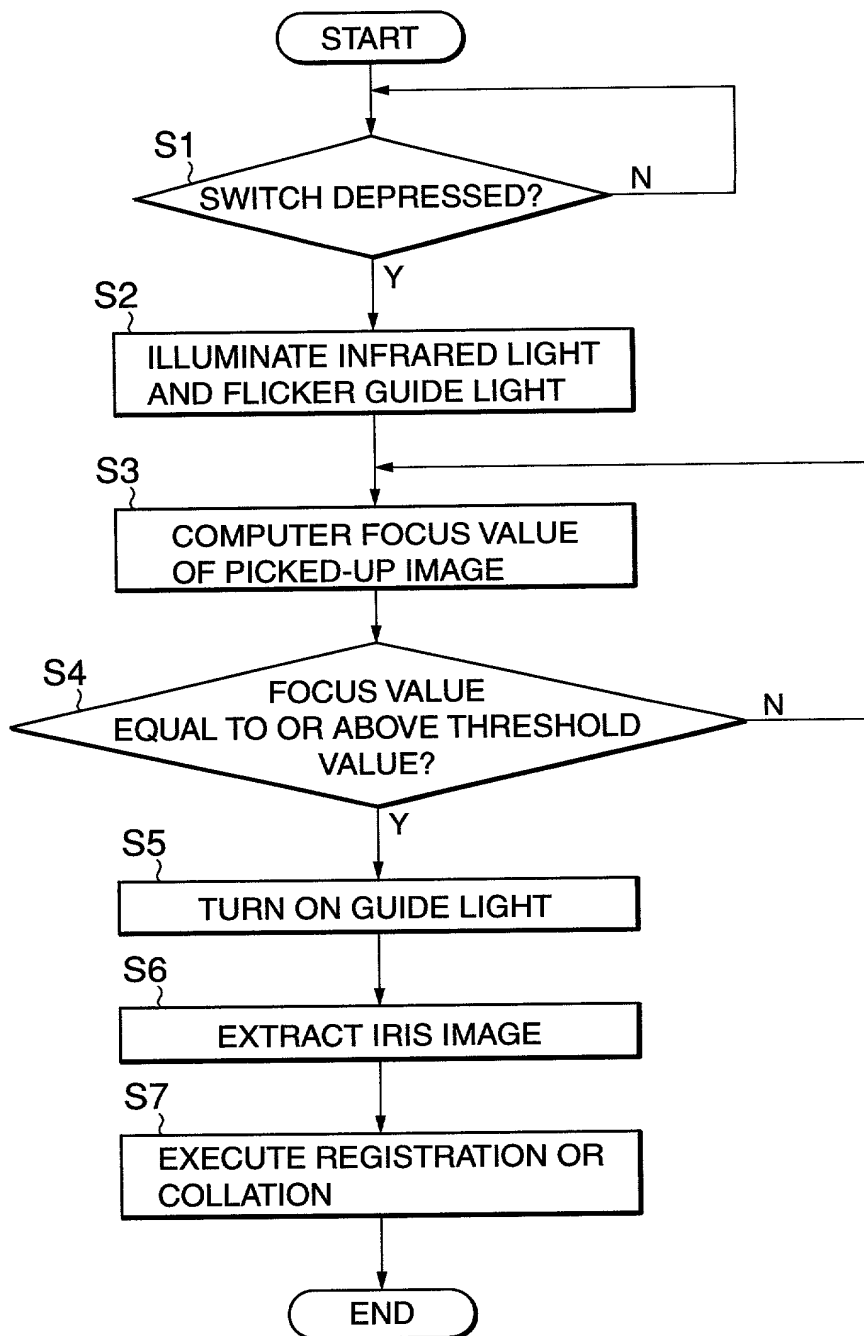 START
S1
SWITCH DEPRESSED?
N
Y
S2
ILLUMINATE INFRARED LIGHT
AND FLICKER GUIDE LIGHT
S3
COMPUTER FOCUS VALUE
OF PICKED-UP IMAGE
S4
FOCUS VALUE
EQUAL TO OR ABOVE THRESHOLD
VALUE?
N
Y
S5
TURN ON GUIDE LIGHT
S6
EXTRACT IRIS IMAGE
S7
EXECUTE REGISTRATION OR
COLLATION
END